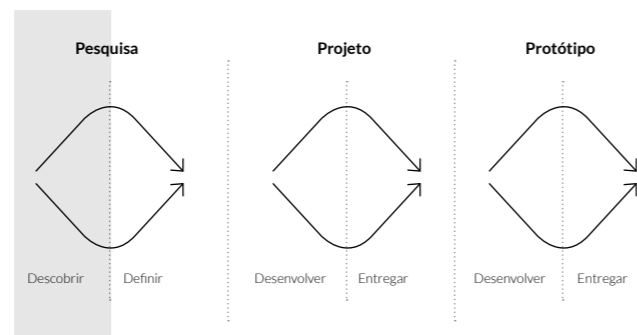 Pesquisa
Projeto
Protótipo
Descobrir
Definir
Desenvolver
Entregar
Desenvolver
Entregar